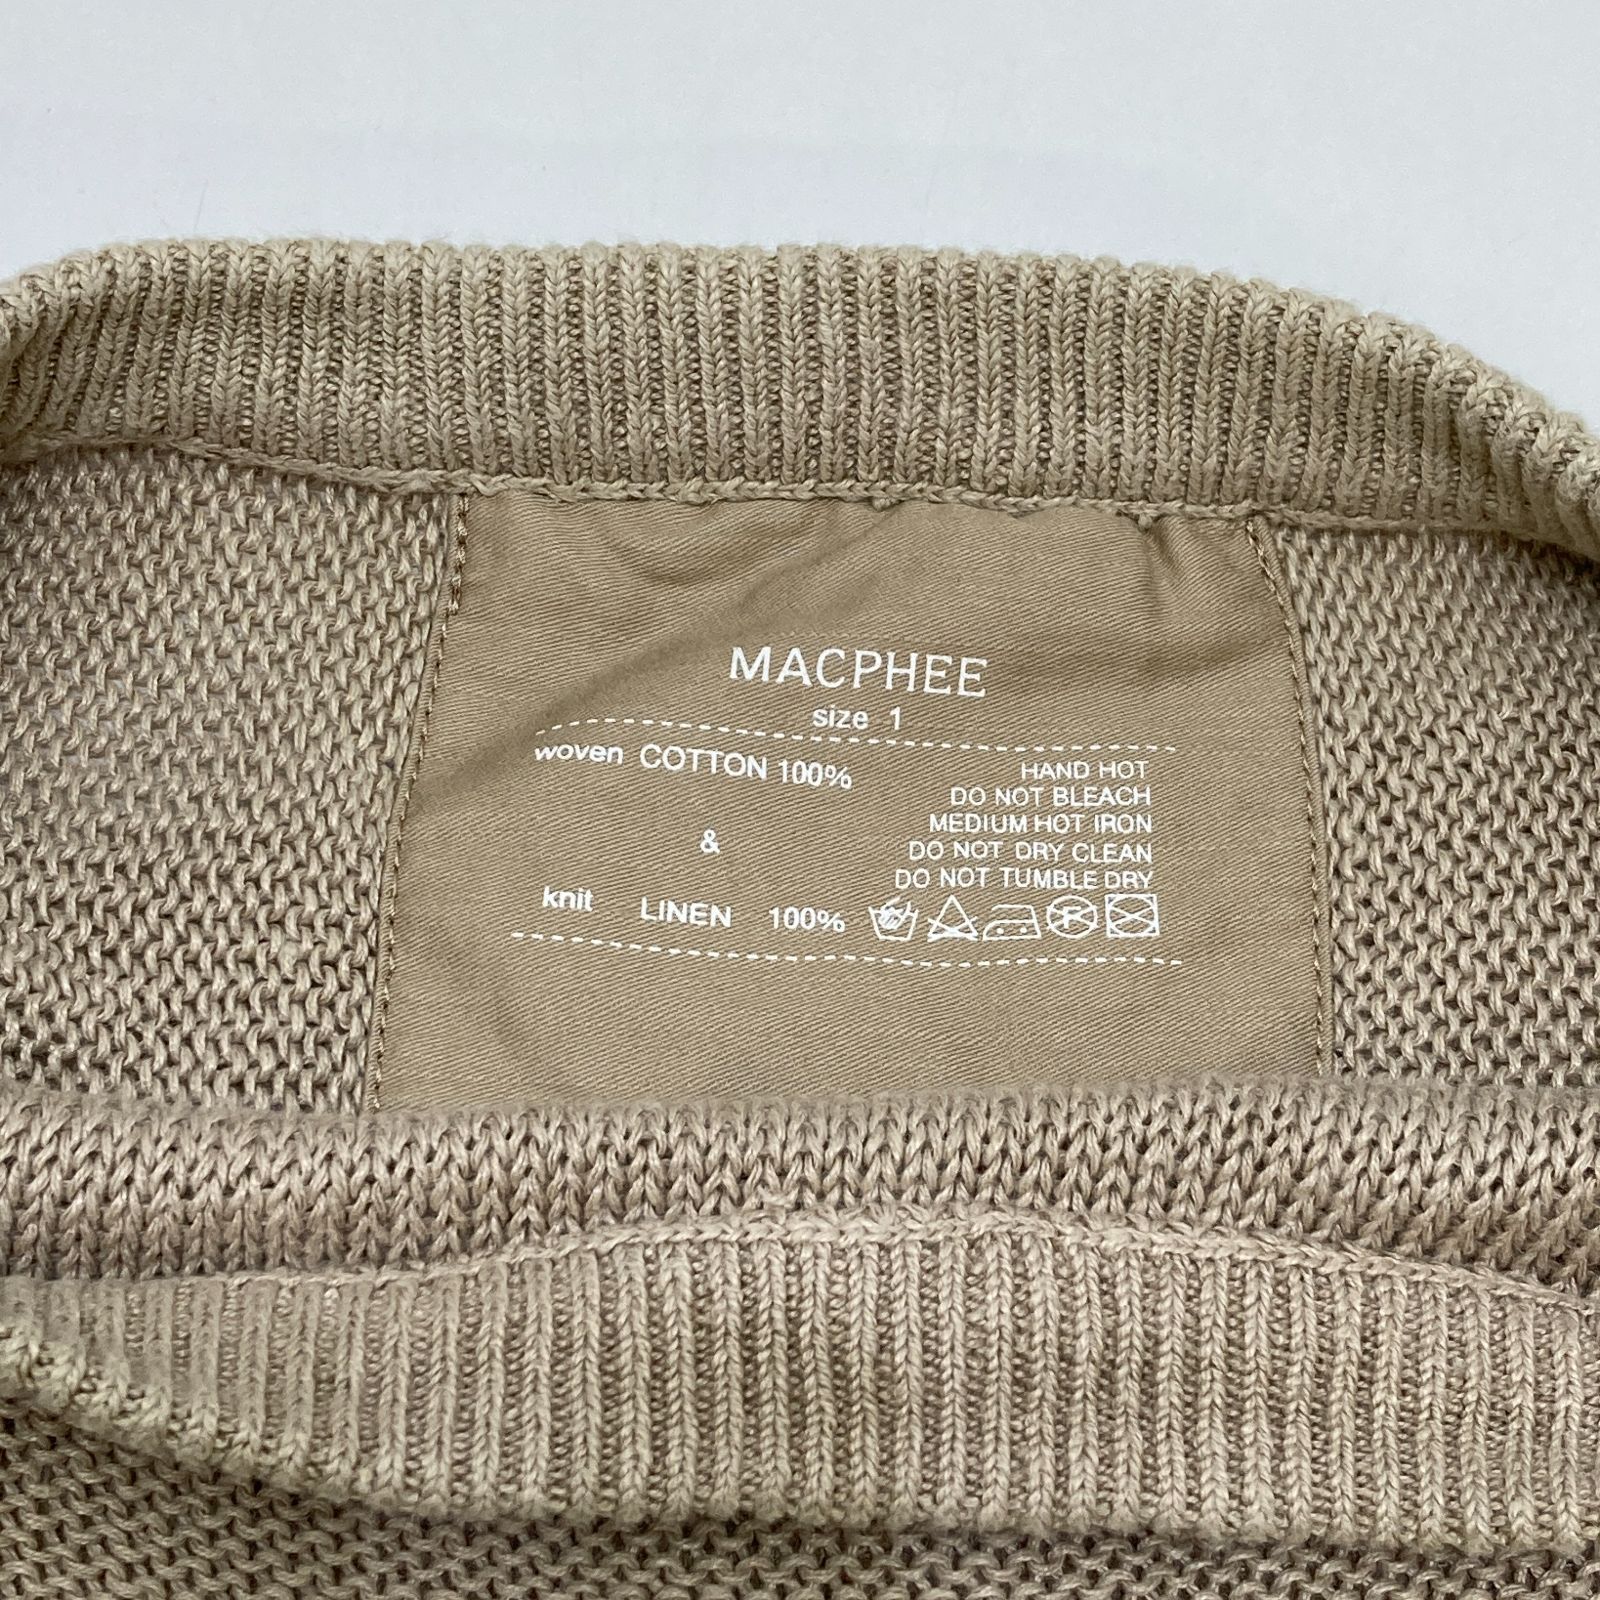 MACPHEE
size 1
woven COTTON 100%
&
knit LINEN 100%
HAND HOT
DO NOT BLEACH
MEDIUM HOT IRON
DO NOT DRY CLEAN
DO NOT TUMBLE DRY